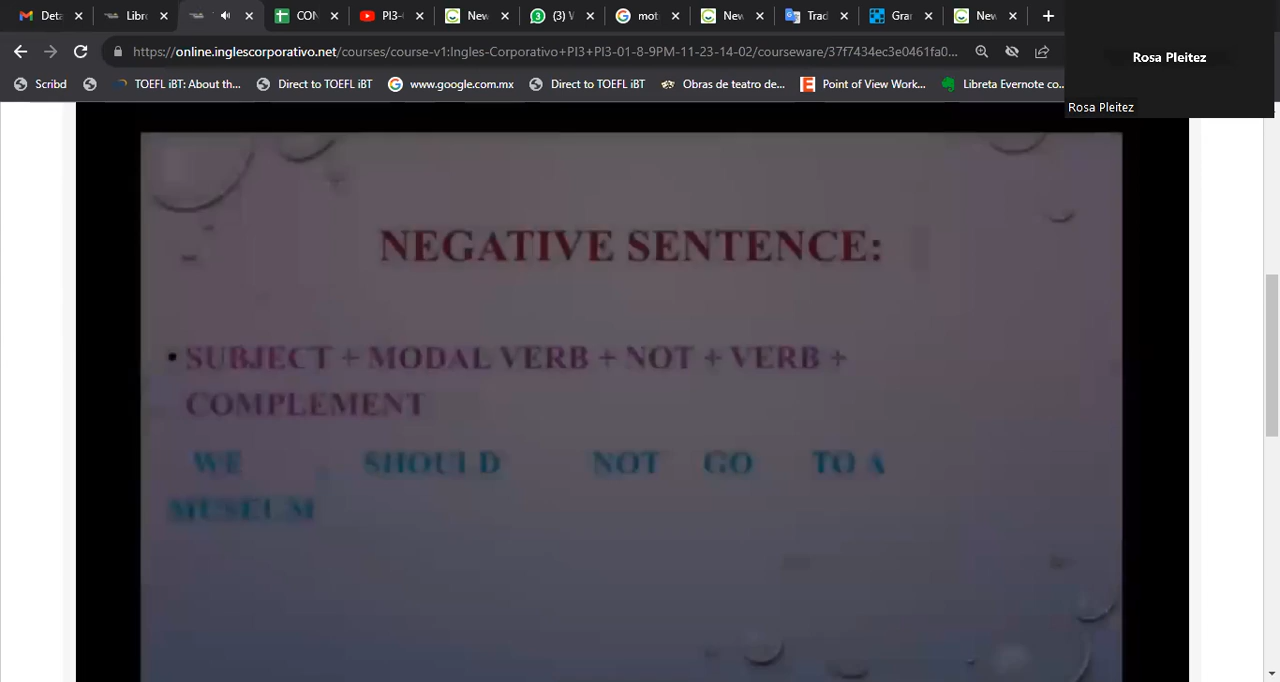 Deta
Libre
CON
PI3-
New
(3) V
mot
New
Trad
Grar
New
https://online.inglescorporativo.net/courses/course-v1:Ingles-Corporativo+PI3+PI3-01-8-9PM-11-23-14-02/courseware/37f7434ec3e0461fa0...
Scribd
TOEFL iBT: About th...
Direct to TOEFL iBT
www.google.com.mx
Direct to TOEFL iBT
Obras de teatro de...
Point of View Work...
Libreta Evernote co...
Rosa Pleitez
Rosa Pleitez
NEGATIVE SENTENCE:
• SUBJECT + MODAL VERB + NOT + VERB +
COMPLEMENT
WE SHOULD NOT GO TO A
MUSEUM